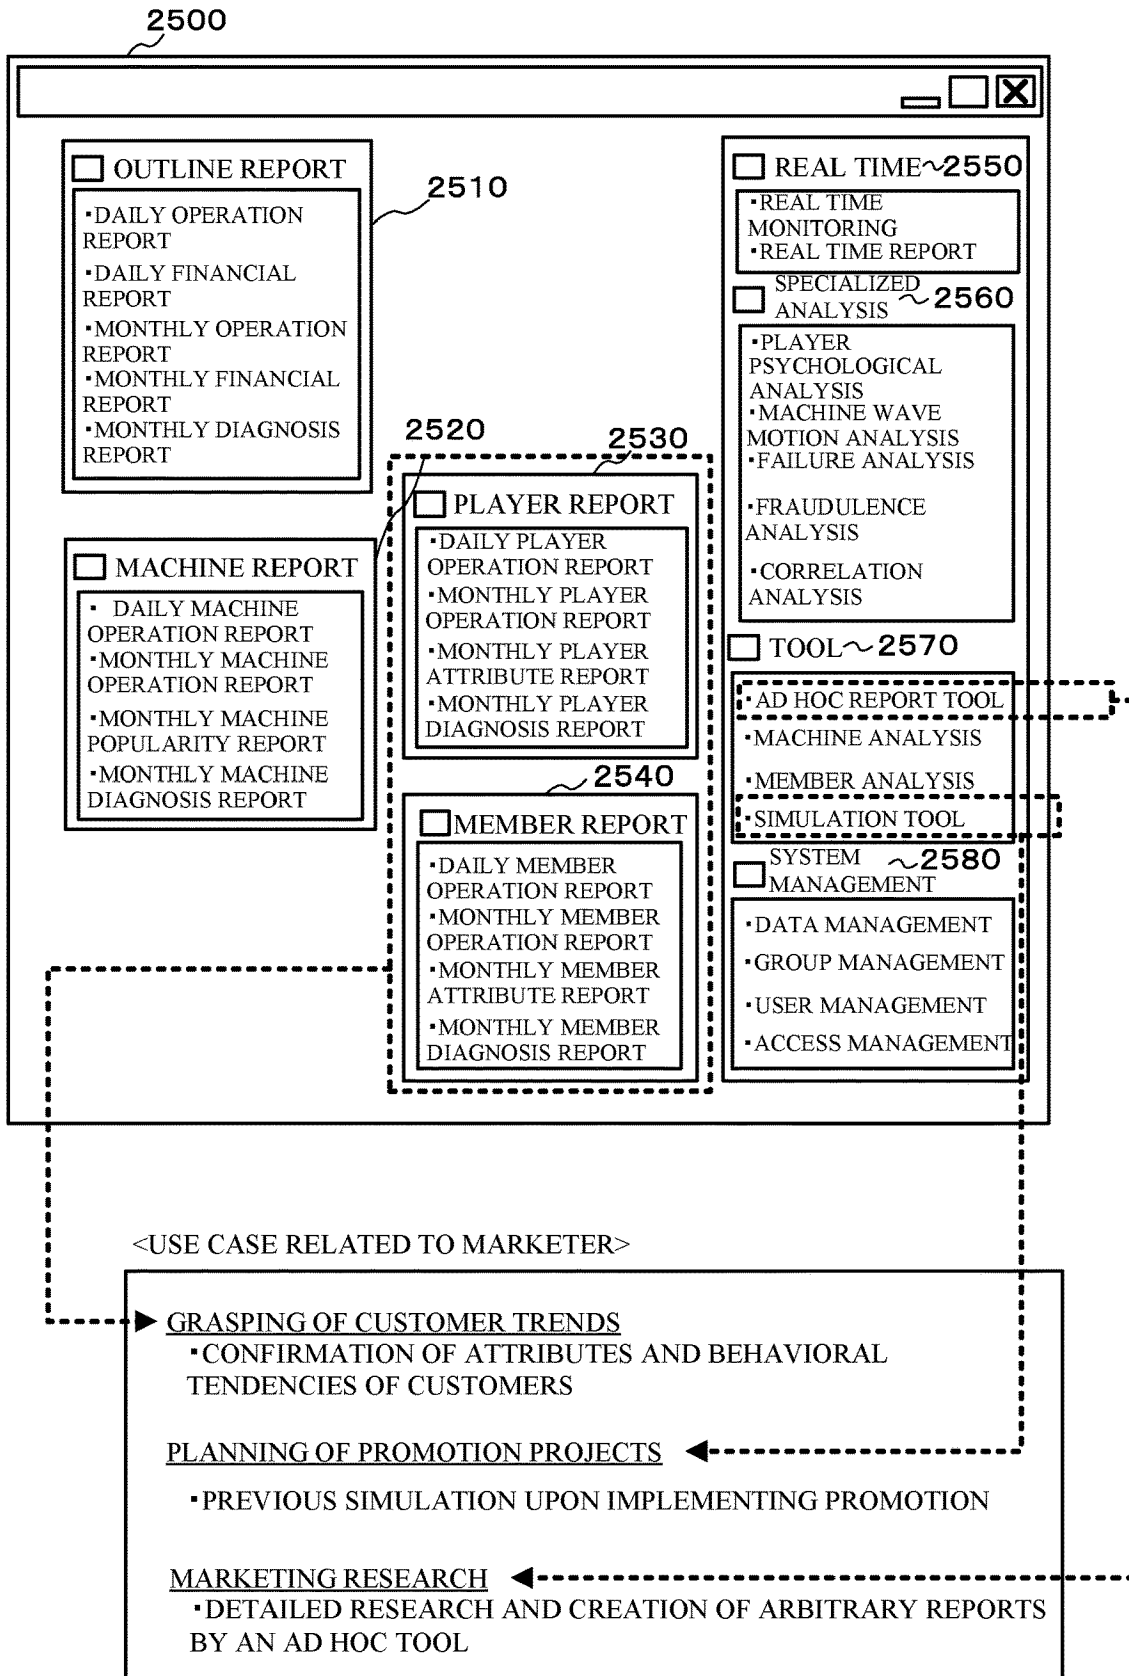 2500
OUTLINE REPORT
2510
▪DAILY OPERATION
REPORT
▪DAILY FINANCIAL
REPORT
▪MONTHLY OPERATION
REPORT
▪MONTHLY FINANCIAL
REPORT
▪MONTHLY DIAGNOSIS
REPORT
2520
MACHINE REPORT
▪ DAILY MACHINE
OPERATION REPORT
▪MONTHLY MACHINE
OPERATION REPORT
▪MONTHLY MACHINE
POPULARITY REPORT
▪MONTHLY MACHINE
DIAGNOSIS REPORT
2530
PLAYER REPORT
▪DAILY PLAYER
OPERATION REPORT
▪MONTHLY PLAYER
OPERATION REPORT
▪MONTHLY PLAYER
ATTRIBUTE REPORT
▪MONTHLY PLAYER
DIAGNOSIS REPORT
2540
MEMBER REPORT
▪DAILY MEMBER
OPERATION REPORT
▪MONTHLY MEMBER
OPERATION REPORT
▪MONTHLY MEMBER
ATTRIBUTE REPORT
▪MONTHLY MEMBER
DIAGNOSIS REPORT
REAL TIME 2550
▪REAL TIME
MONITORING
▪REAL TIME REPORT
SPECIALIZED
ANALYSIS 2560
▪PLAYER
PSYCHOLOGICAL
ANALYSIS
▪MACHINE WAVE
MOTION ANALYSIS
▪FAILURE ANALYSIS
▪FRAUDULENCE
ANALYSIS
▪CORRELATION
ANALYSIS
TOOL 2570
▪AD HOC REPORT TOOL
▪MACHINE ANALYSIS
▪MEMBER ANALYSIS
▪SIMULATION TOOL
SYSTEM
MANAGEMENT 2580
▪DATA MANAGEMENT
▪GROUP MANAGEMENT
▪USER MANAGEMENT
▪ACCESS MANAGEMENT
<USE CASE RELATED TO MARKETER>
GRASPING OF CUSTOMER TRENDS
▪CONFIRMATION OF ATTRIBUTES AND BEHAVIORAL
TENDENCIES OF CUSTOMERS
PLANNING OF PROMOTION PROJECTS
▪PREVIOUS SIMULATION UPON IMPLEMENTING PROMOTION
MARKETING RESEARCH
▪DETAILED RESEARCH AND CREATION OF ARBITRARY REPORTS
BY AN AD HOC TOOL